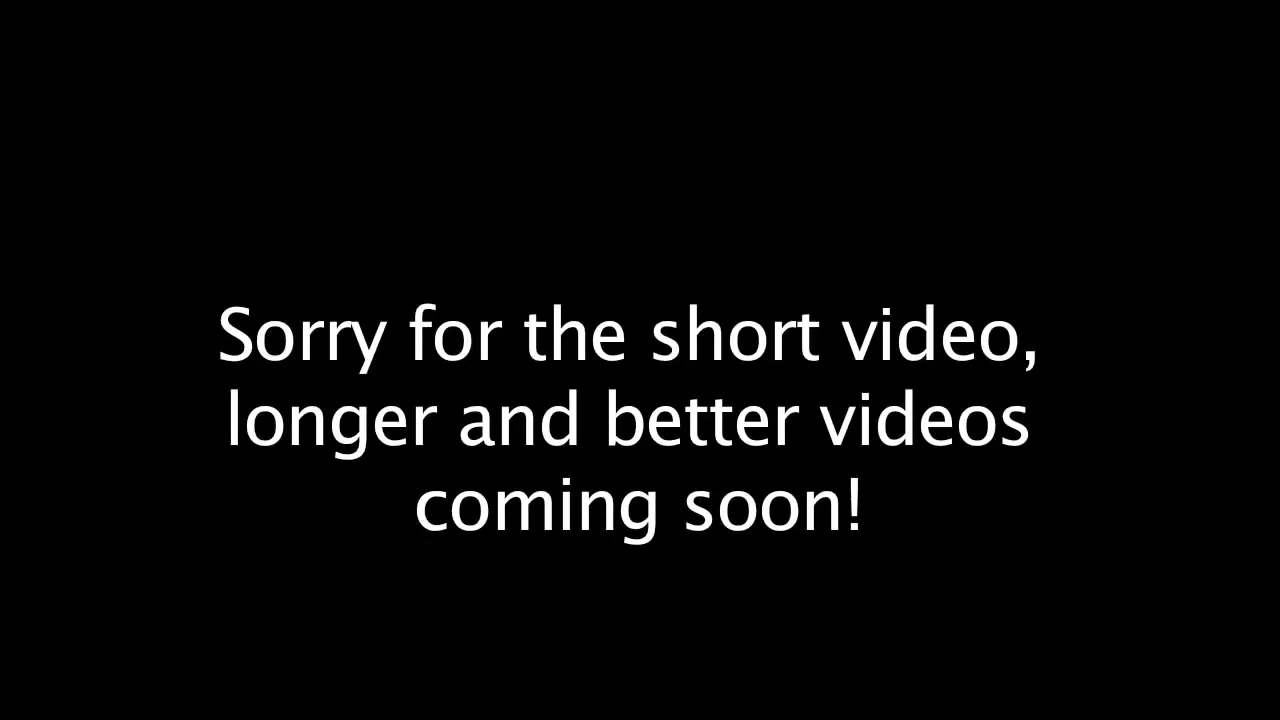 Sorry for the short video,
longer and better videos
coming soon!